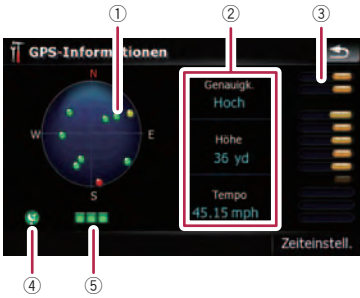 ① ② ③
GPS-Informationen
N
W E
S
Genauigk.
Hoch
Höhe
36 yd
Tempo
45.15 mph
Zeiteinstell.
④ ⑤